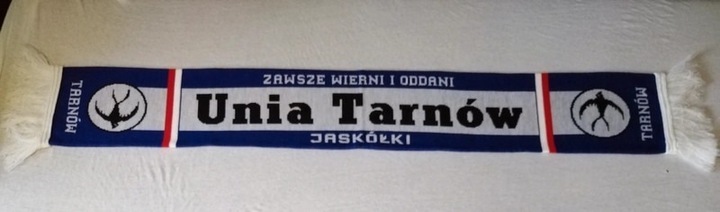 TARNÓW
ZAWSZE WIERNI I ODDANI
Unia Tarnów
JASKÓŁKI
TARNÓW